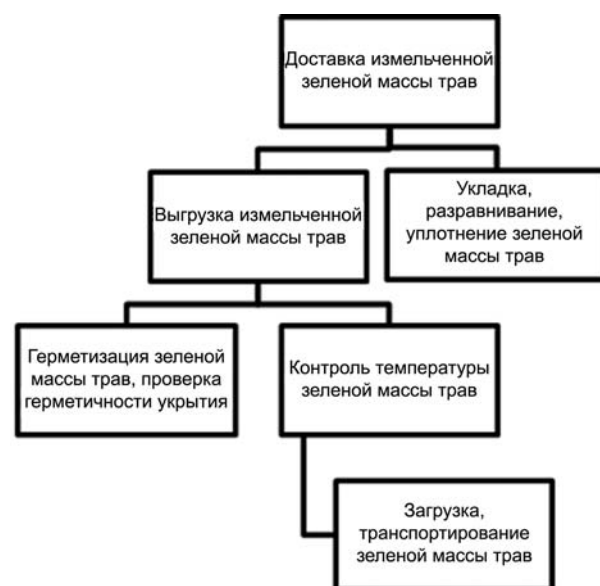 Доставка измельченной
зеленой массы трав
Выгрузка измельченной
зеленой массы трав
Укладка,
разравнивание,
уплотнение зеленой
массы трав
Герметизация зеленой
массы трав, проверка
герметичности укрытия
Контроль температуры
зеленой массы трав
Загрузка,
транспортирование
зеленой массы трав